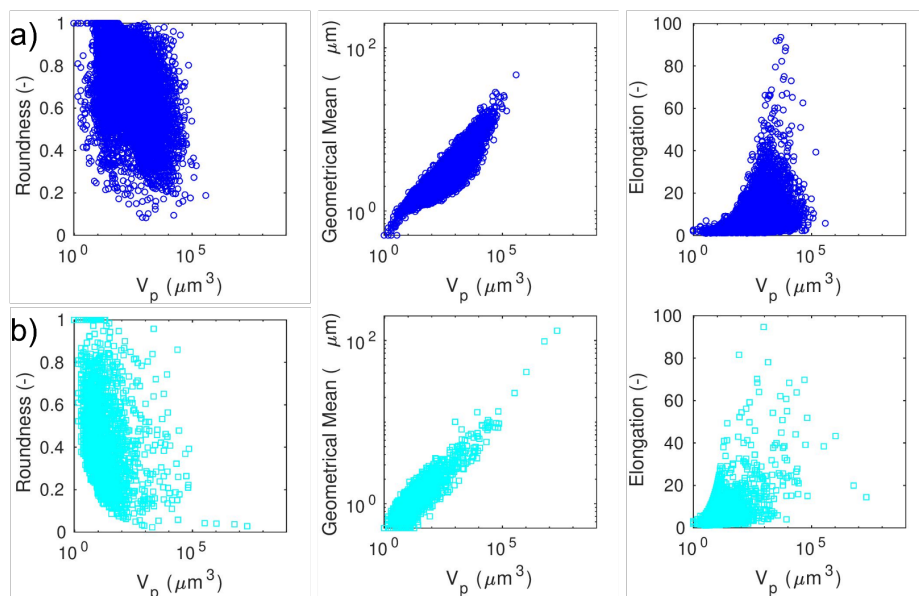 a)
Roundness (-)
1
0.8
0.6
0.4
0.2
0
10^0
10^5
V_p (μm^3)
Geometrical Mean ( μm)
10^2
10^0
10^0
10^5
V_p (μm^3)
Elongation (-)
100
80
60
40
20
0
10^0
10^5
V_p (μm^3)
b)
Roundness (-)
1
0.8
0.6
0.4
0.2
0
10^0
10^5
V_p (μm^3)
Geometrical Mean ( μm)
10^2
10^0
10^0
10^5
V_p (μm^3)
Elongation (-)
100
80
60
40
20
0
10^0
10^5
V_p (μm^3)